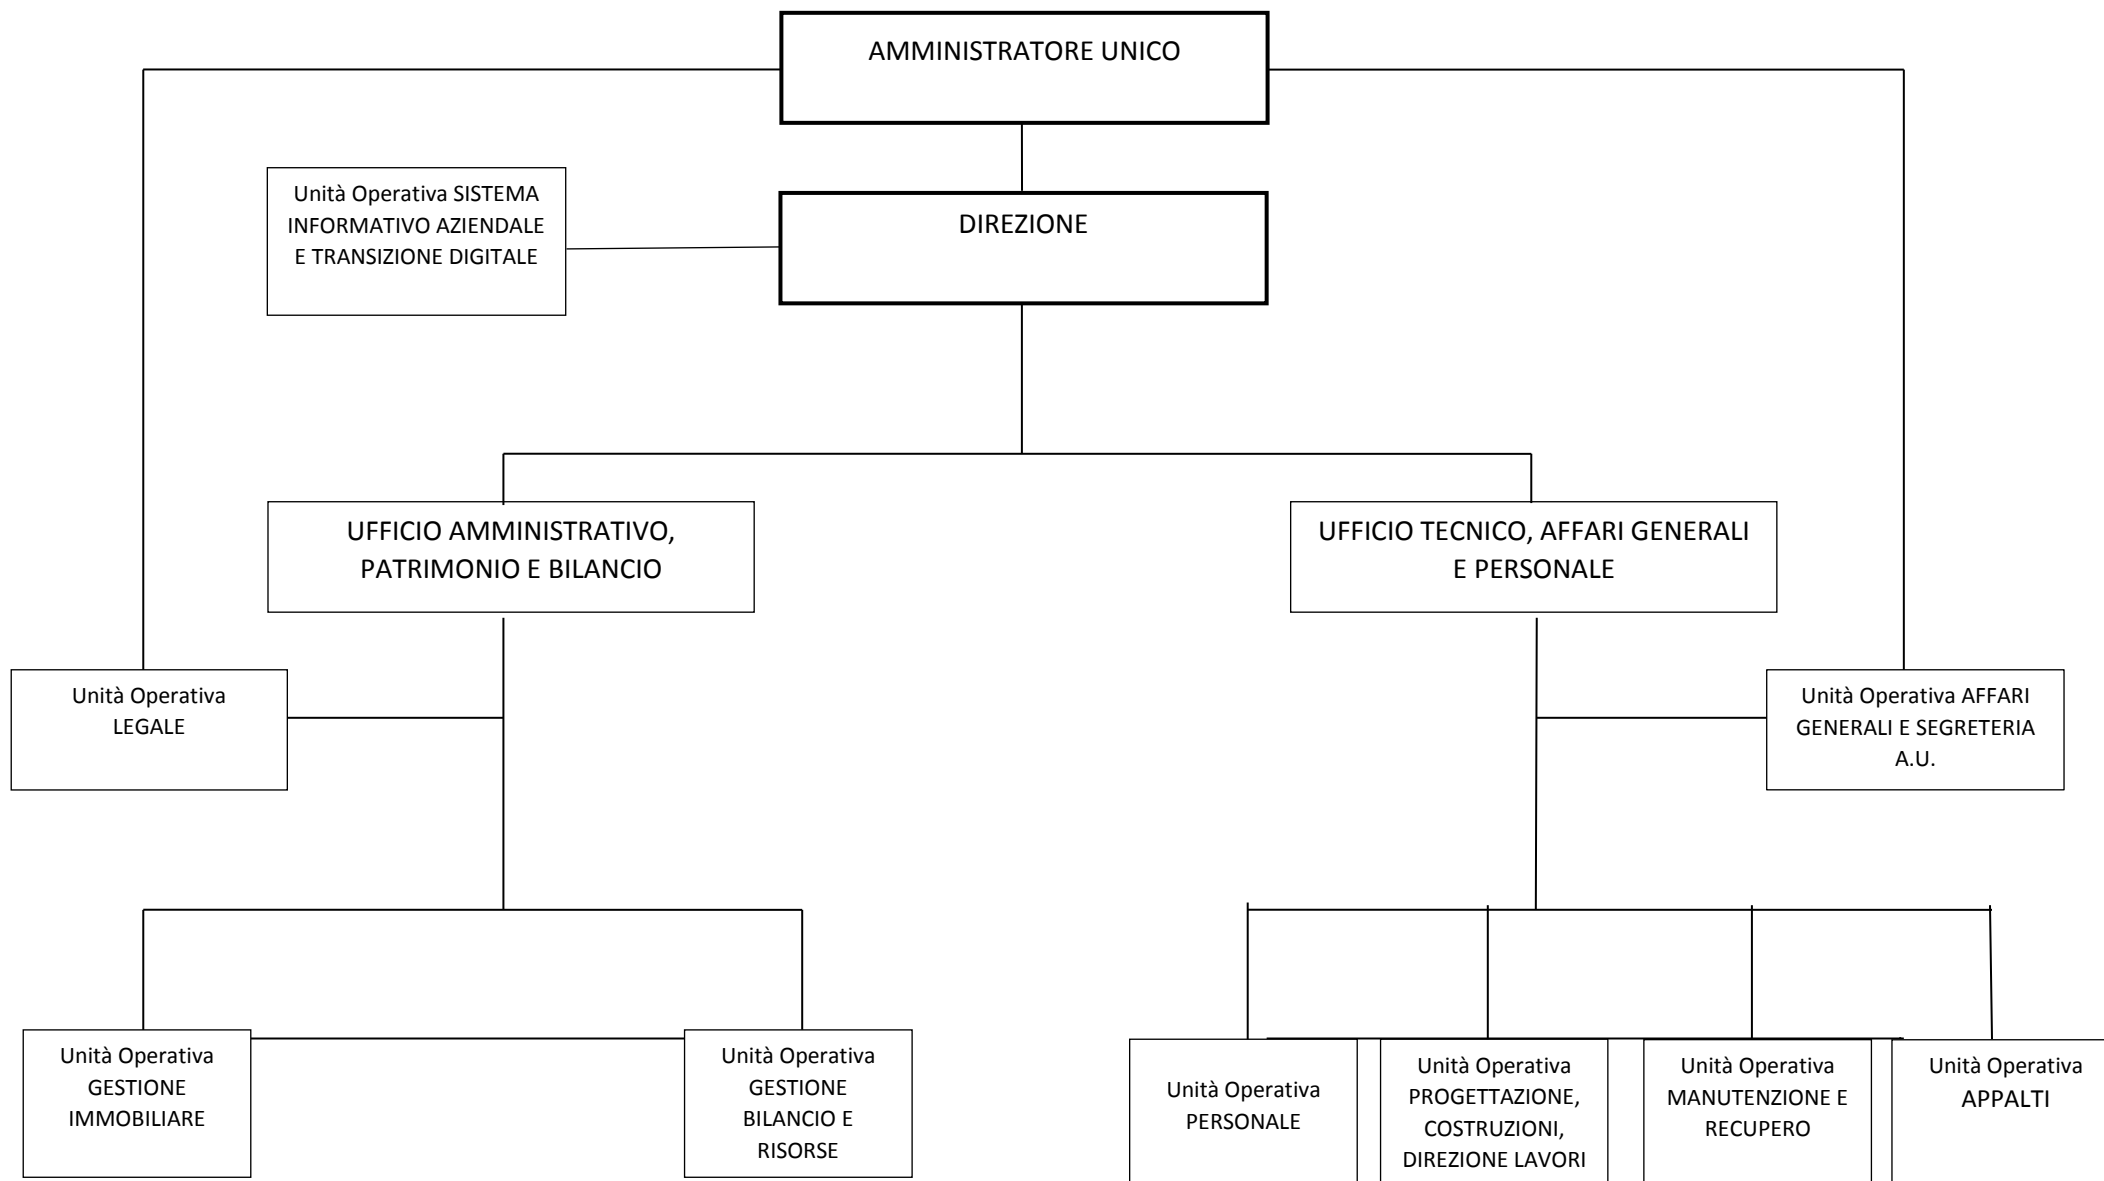 AMMINISTRATORE UNICO
Unità Operativa SISTEMA
INFORMATIVO AZIENDALE
E TRANSIZIONE DIGITALE
DIREZIONE
UFFICIO AMMINISTRATIVO,
PATRIMONIO E BILANCIO
UFFICIO TECNICO, AFFARI GENERALI
E PERSONALE
Unità Operativa
LEGALE
Unità Operativa AFFARI
GENERALI E SEGRETERIA
A.U.
Unità Operativa
GESTIONE
IMMOBILIARE
Unità Operativa
GESTIONE
BILANCIO E
RISORSE
Unità Operativa
PERSONALE
Unità Operativa
PROGETTAZIONE,
COSTRUZIONI,
DIREZIONE LAVORI
Unità Operativa
MANUTENZIONE E
RECUPERO
Unità Operativa
APPALTI